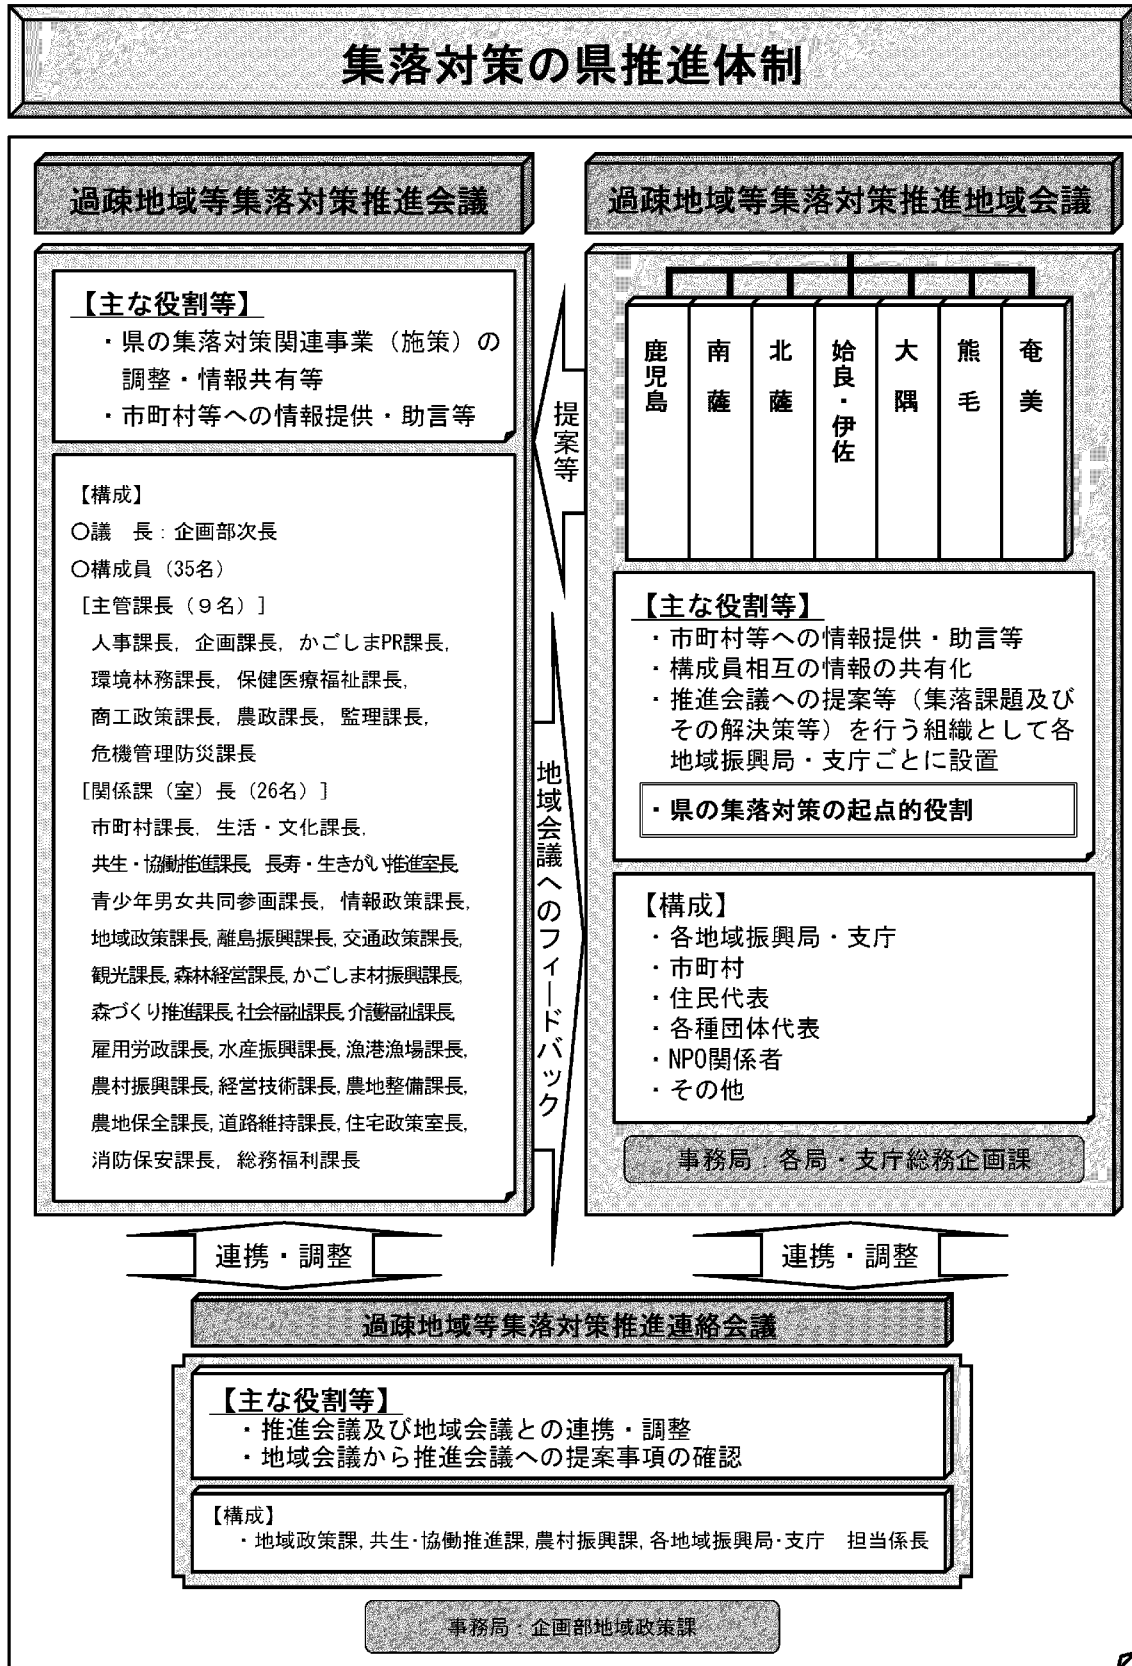 集落対策の県推進体制
過疎地域等集落対策推進会議
【主な役割等】
・県の集落対策関連事業（施策）の
調整・情報共有等
・市町村等への情報提供・助言等
【構成】
○議　長：企画部次長
○構成員（35名）
［主管課長（９名）］
人事課長，企画課長，かごしまPR課長，
環境林務課長，保健医療福祉課長，
商工政策課長，農政課長，監理課長，
危機管理防災課長
［関係課（室）長（26名）］
市町村課長，生活・文化課長，
共生・協働推進課長，長寿・生きがい推進室長，
青少年男女共同参画課長，情報政策課長，
地域政策課長，離島振興課長，交通政策課長，
観光課長，森林経営課長，かごしま材振興課長，
森づくり推進課長，社会福祉課長，介護福祉課長，
雇用労政課長，水産振興課長，漁港漁場課長，
農村振興課長，経営技術課長，農地整備課長，
農地保全課長，道路維持課長，住宅政策室長，
消防保安課長，総務福利課長
提案等
地域会議へのフィードバック
過疎地域等集落対策推進地域会議
鹿児島
南薩
北薩
姶良・伊佐
大隅
熊毛
奄美
【主な役割等】
・市町村等への情報提供・助言等
・構成員相互の情報の共有化
・推進会議への提案等（集落課題及び
その解決策等）を行う組織として各
地域振興局・支庁ごとに設置
・県の集落対策の起点的役割
【構成】
・各地域振興局・支庁
・市町村
・住民代表
・各種団体代表
・NPO関係者
・その他
事務局：各局・支庁総務企画課
連携・調整
連携・調整
過疎地域等集落対策推進連絡会議
【主な役割等】
・推進会議及び地域会議との連携・調整
・地域会議から推進会議への提案事項の確認
【構成】
・地域政策課，共生・協働推進課，農村振興課，各地域振興局・支庁　担当係長
事務局：企画部地域政策課